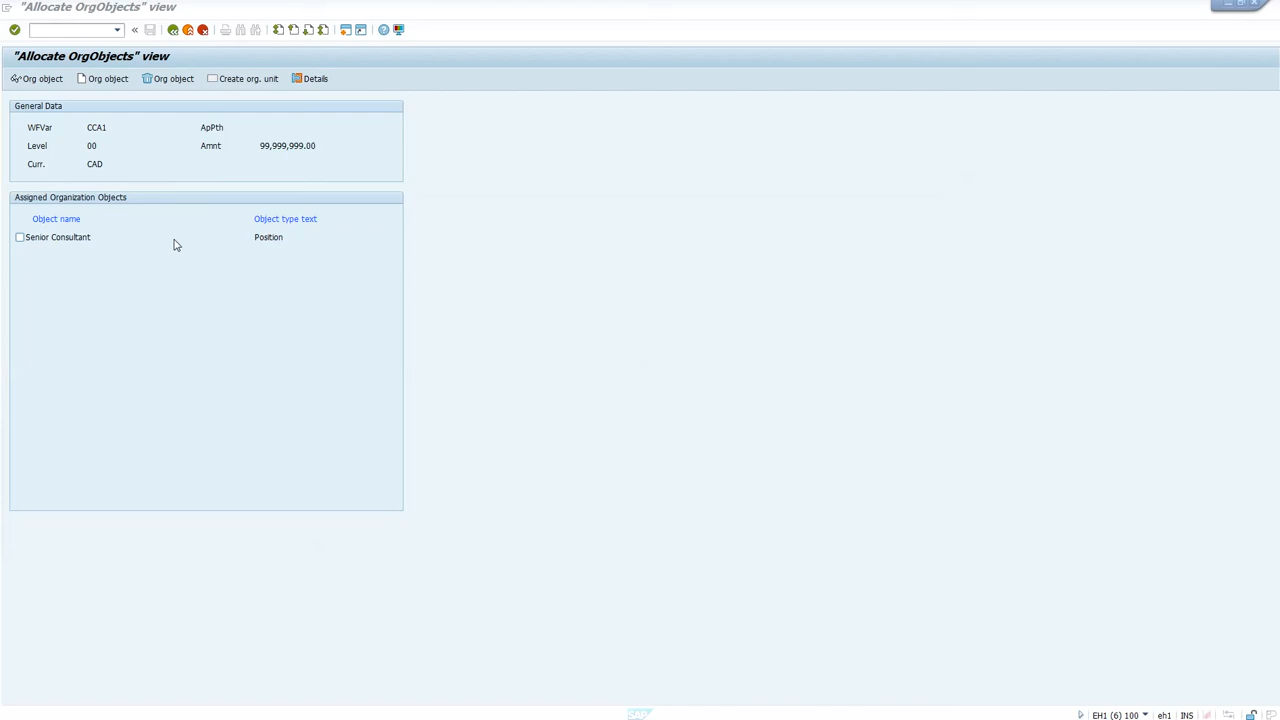 "Allocate OrgObjects" view
"Allocate OrgObjects" view
Org object Org object Org object Create org. unit Details
General Data
WFVar CCA1 ApPth
Level 00 Amnt 99,999,999.00
Curr. CAD
Assigned Organization Objects
Object name Object type text
Senior Consultant Position
SAP
EH1 (6) 100 eh1 INS